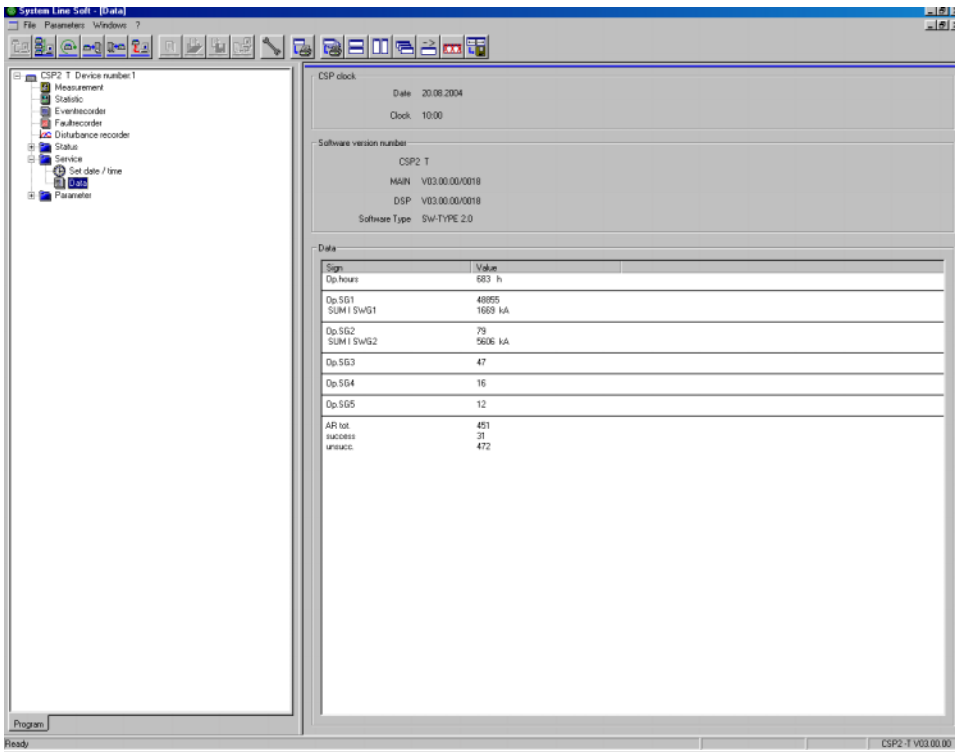 System Line Soft - [Data]
File Parameters Windows ?
CSP2 T Device number:1
Measurement
Statistic
Eventrecorder
Faultrecorder
Disturbance recorder
Status
Service
Set date / time
Data
Parameter
Program
CSP clock
Date 20.08.2004
Clock 10:00
Software version number
CSP2 T
MAIN V03.00.00/0018
DSP V03.00.00/0018
Software Type SW-TYPE 2.0
Data
Sign Value
Op.hours 683 h
Op.SG1 48855
SUM I SWG1 1669 kA
Op.SG2 79
SUM I SWG2 5606 kA
Op.SG3 47
Op.SG4 16
Op.SG5 12
AR tot. 451
success 31
unsucc. 472
Ready CSP2 -T V03.00.00